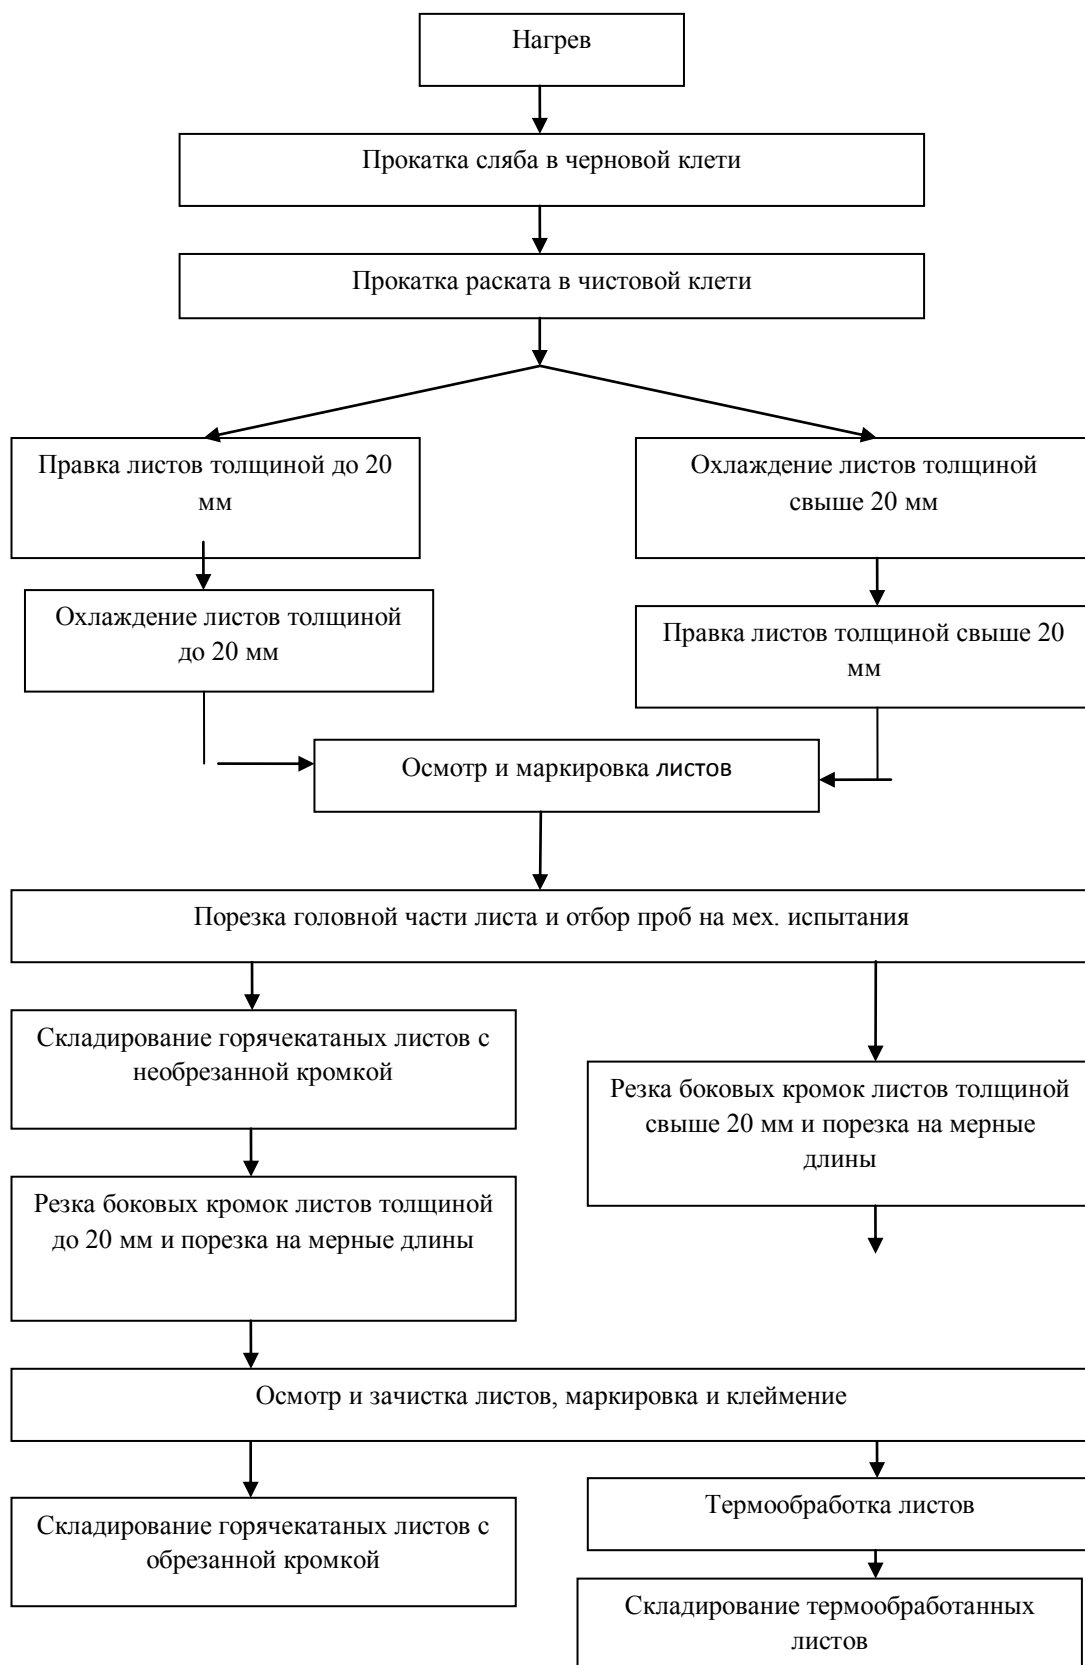 Нагрев
Прокатка сляба в черновой клети
Прокатка раската в чистовой клети
Правка листов толщиной до 20
мм
Охлаждение листов толщиной
свыше 20 мм
Охлаждение листов толщиной
до 20 мм
Правка листов толщиной свыше 20
мм
Осмотр и маркировка листов
Порезка головной части листа и отбор проб на мех. испытания
Складирование горячекатаных листов с
необрезанной кромкой
Резка боковых кромок листов толщиной
свыше 20 мм и порезка на мерные
длины
Резка боковых кромок листов толщиной
до 20 мм и порезка на мерные длины
Осмотр и зачистка листов, маркировка и клеймение
Складирование горячекатаных листов с
обрезанной кромкой
Термообработка листов
Складирование термообработанных
листов